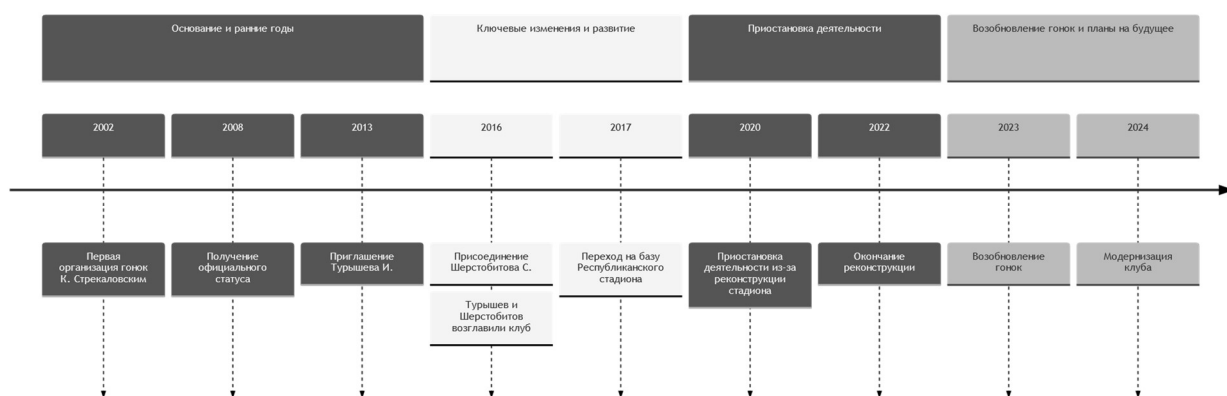 Основание и ранние годы
Ключевые изменения и развитие
Приостановка деятельности
Возобновление гонок и планы на будущее
2002
2008
2013
2016
2017
2020
2022
2023
2024
Первая
организация гонок
К. Стрекаловским
Получение
официального
статуса
Приглашение
Турышева И.
Присоединение
Шерстобитова С.
Турышев и
Шерстобитов
возглавили клуб
Переход на базу
Республиканского
стадиона
Приостановка
деятельности из-за
реконструкции
стадиона
Окончание
реконструкции
Возобновление
гонок
Модернизация
клуба